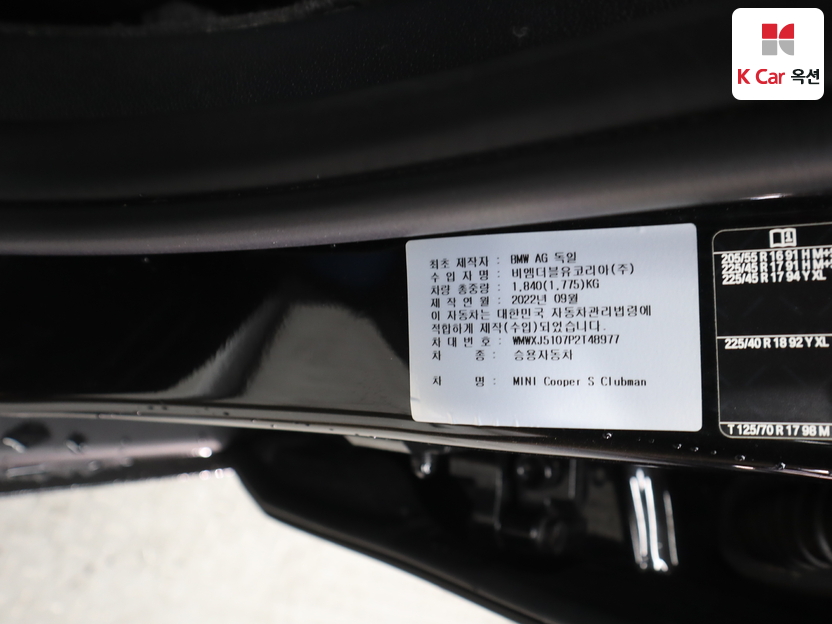 K Car 옥션
최초 제작자 : BMW AG 독일
수 입 자 명 : 비엠더블유코리아(주)
차량 총중량 : 1,840(1,775)KG
제 작 연 월 : 2022년 09월
이 자동차는 대한민국 자동차관리법령에
적합하게 제작(수입)되었습니다.
차 대 번 호 : WMWXJ5107P2T48977
차 종 : 승용자동차
차 명 : MINI Cooper S Clubman
205/55 R 16 91 H M+
225/45 R 17 91 H M+
225/45 R 17 94 Y XL
225/40 R 18 92 Y XL
T 125/70 R 17 98 M